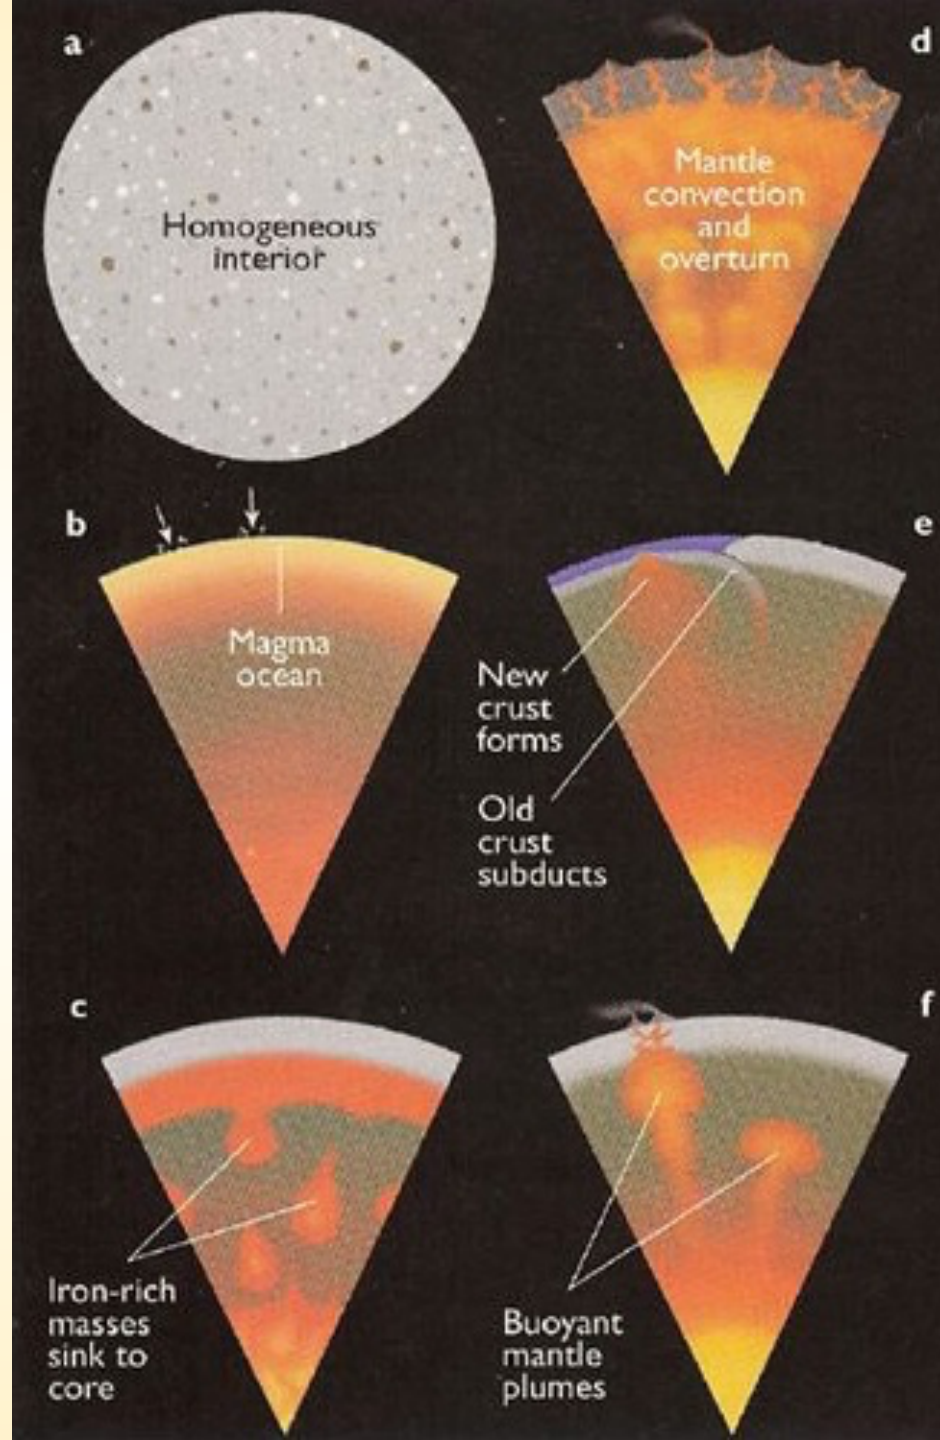 a
Homogeneous
interior
b
Magma
ocean
c
Iron-rich
masses
sink to
core
d
Mantle
convection
and
overturn
e
New
crust
forms
Old
crust
subducts
f
Buoyant
mantle
plumes